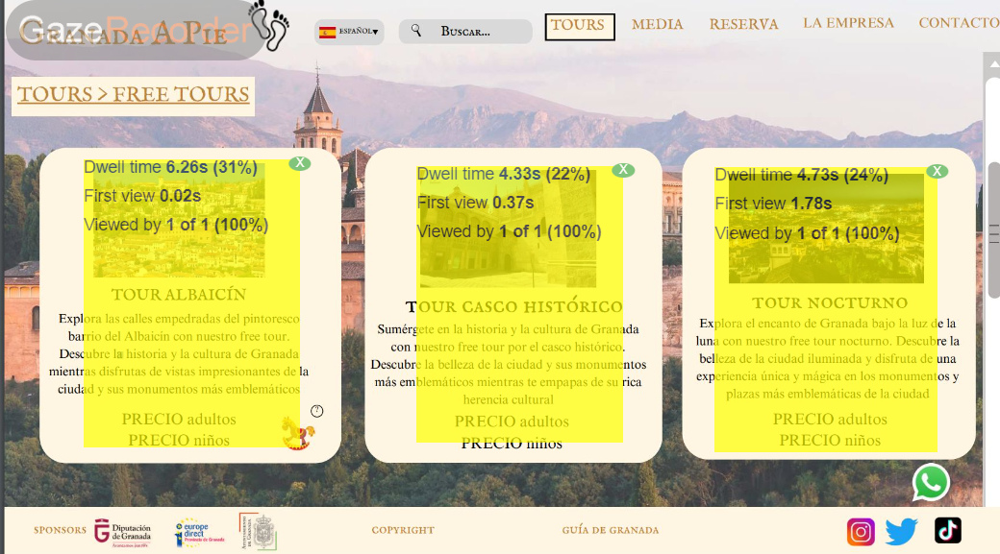 GazeRecorder
GRANADA A PIE
ESPAÑOL▼
BUSCAR...
TOURS
MEDIA
RESERVA
LA EMPRESA
CONTACTO
TOURS > FREE TOURS
Dwell time 6.26s (31%)
X
First view 0.02s
Viewed by 1 of 1 (100%)
TOUR ALBAICÍN
Explora las calles empedradas del pintoresco
barrio del Albaicín con nuestro free tour.
Descubre la historia y la cultura de Granada
mientras disfrutas de vistas impresionantes de la
ciudad y sus monumentos más emblemáticos
PRECIO adultos
?
PRECIO niños
Dwell time 4.33s (22%)
X
First view 0.37s
Viewed by 1 of 1 (100%)
TOUR CASCO HISTÓRICO
Sumérgete en la historia y la cultura de Granada
con nuestro free tour por el casco histórico.
Descubre la belleza de la ciudad y sus monumentos
más emblemáticos mientras te empapas de su rica
herencia cultural
PRECIO adultos
PRECIO niños
Dwell time 4.73s (24%)
X
First view 1.78s
Viewed by 1 of 1 (100%)
TOUR NOCTURNO
Explora el encanto de Granada bajo la luz de la
luna con nuestro free tour nocturno. Descubre la
belleza de la ciudad iluminada y disfruta de una
experiencia única y mágica en los monumentos y
plazas más emblemáticas de la ciudad
PRECIO adultos
PRECIO niños
SPONSORS
Diputación
de Granada
europe
direct
Provincia de Granada
COPYRIGHT
GUÍA DE GRANADA